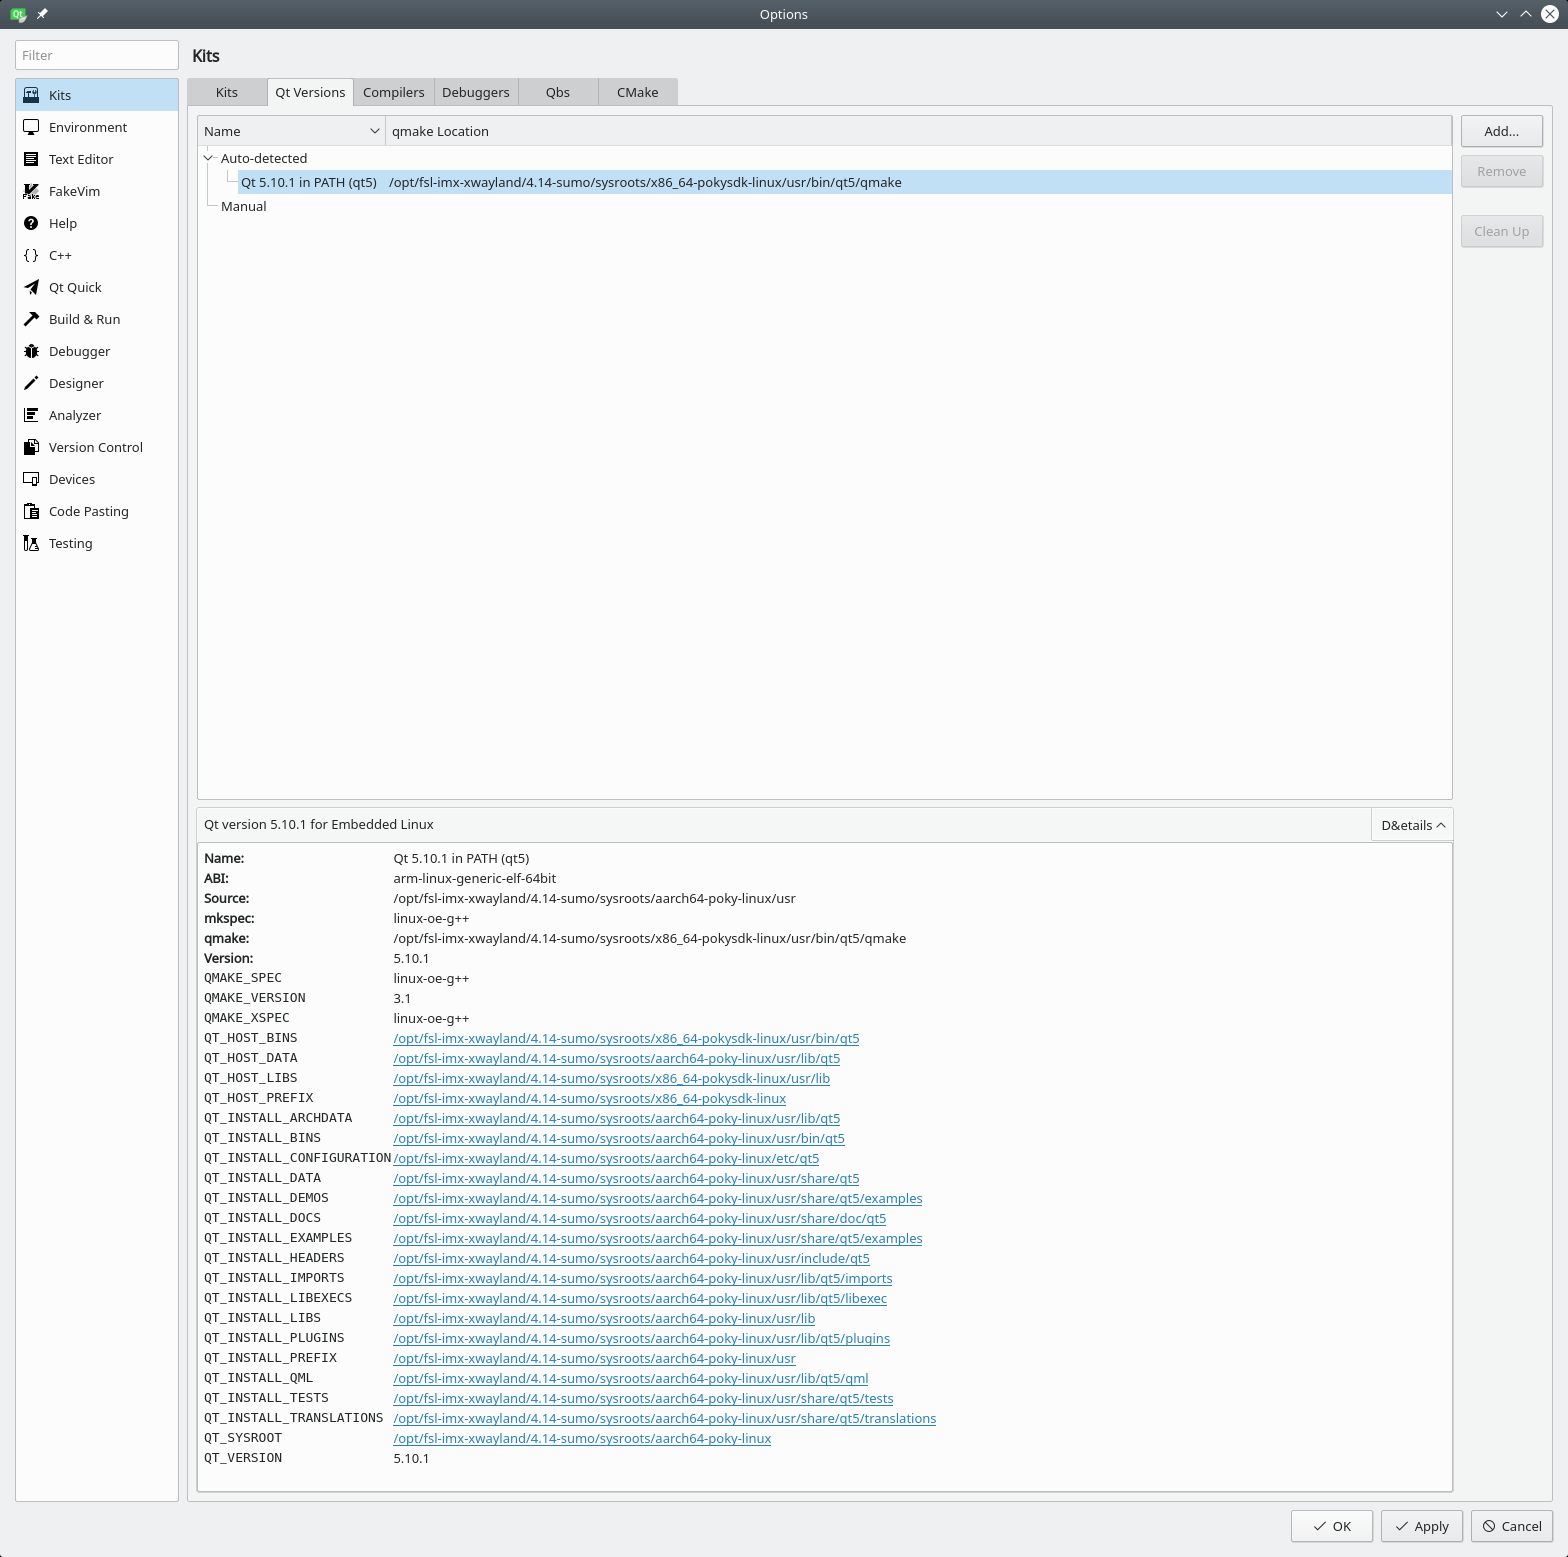 Options
Filter
Kits
Kits
Environment
Text Editor
FakeVim
Help
C++
Qt Quick
Build & Run
Debugger
Designer
Analyzer
Version Control
Devices
Code Pasting
Testing
Kits Qt Versions Compilers Debuggers Qbs CMake
Name qmake Location
Auto-detected
Qt 5.10.1 in PATH (qt5) /opt/fsl-imx-xwayland/4.14-sumo/sysroots/x86_64-pokysdk-linux/usr/bin/qt5/qmake
Manual
Add...
Remove
Clean Up
Qt version 5.10.1 for Embedded Linux D&etails
Name: Qt 5.10.1 in PATH (qt5)
ABI: arm-linux-generic-elf-64bit
Source: /opt/fsl-imx-xwayland/4.14-sumo/sysroots/aarch64-poky-linux/usr
mkspec: linux-oe-g++
qmake: /opt/fsl-imx-xwayland/4.14-sumo/sysroots/x86_64-pokysdk-linux/usr/bin/qt5/qmake
Version: 5.10.1
QMAKE_SPEC linux-oe-g++
QMAKE_VERSION 3.1
QMAKE_XSPEC linux-oe-g++
QT_HOST_BINS /opt/fsl-imx-xwayland/4.14-sumo/sysroots/x86_64-pokysdk-linux/usr/bin/qt5
QT_HOST_DATA /opt/fsl-imx-xwayland/4.14-sumo/sysroots/aarch64-poky-linux/usr/lib/qt5
QT_HOST_LIBS /opt/fsl-imx-xwayland/4.14-sumo/sysroots/x86_64-pokysdk-linux/usr/lib
QT_HOST_PREFIX /opt/fsl-imx-xwayland/4.14-sumo/sysroots/x86_64-pokysdk-linux
QT_INSTALL_ARCHDATA /opt/fsl-imx-xwayland/4.14-sumo/sysroots/aarch64-poky-linux/usr/lib/qt5
QT_INSTALL_BINS /opt/fsl-imx-xwayland/4.14-sumo/sysroots/aarch64-poky-linux/usr/bin/qt5
QT_INSTALL_CONFIGURATION /opt/fsl-imx-xwayland/4.14-sumo/sysroots/aarch64-poky-linux/etc/qt5
QT_INSTALL_DATA /opt/fsl-imx-xwayland/4.14-sumo/sysroots/aarch64-poky-linux/usr/share/qt5
QT_INSTALL_DEMOS /opt/fsl-imx-xwayland/4.14-sumo/sysroots/aarch64-poky-linux/usr/share/qt5/examples
QT_INSTALL_DOCS /opt/fsl-imx-xwayland/4.14-sumo/sysroots/aarch64-poky-linux/usr/share/doc/qt5
QT_INSTALL_EXAMPLES /opt/fsl-imx-xwayland/4.14-sumo/sysroots/aarch64-poky-linux/usr/share/qt5/examples
QT_INSTALL_HEADERS /opt/fsl-imx-xwayland/4.14-sumo/sysroots/aarch64-poky-linux/usr/include/qt5
QT_INSTALL_IMPORTS /opt/fsl-imx-xwayland/4.14-sumo/sysroots/aarch64-poky-linux/usr/lib/qt5/imports
QT_INSTALL_LIBEXECS /opt/fsl-imx-xwayland/4.14-sumo/sysroots/aarch64-poky-linux/usr/lib/qt5/libexec
QT_INSTALL_LIBS /opt/fsl-imx-xwayland/4.14-sumo/sysroots/aarch64-poky-linux/usr/lib
QT_INSTALL_PLUGINS /opt/fsl-imx-xwayland/4.14-sumo/sysroots/aarch64-poky-linux/usr/lib/qt5/plugins
QT_INSTALL_PREFIX /opt/fsl-imx-xwayland/4.14-sumo/sysroots/aarch64-poky-linux/usr
QT_INSTALL_QML /opt/fsl-imx-xwayland/4.14-sumo/sysroots/aarch64-poky-linux/usr/lib/qt5/qml
QT_INSTALL_TESTS /opt/fsl-imx-xwayland/4.14-sumo/sysroots/aarch64-poky-linux/usr/share/qt5/tests
QT_INSTALL_TRANSLATIONS /opt/fsl-imx-xwayland/4.14-sumo/sysroots/aarch64-poky-linux/usr/share/qt5/translations
QT_SYSROOT /opt/fsl-imx-xwayland/4.14-sumo/sysroots/aarch64-poky-linux
QT_VERSION 5.10.1
OK Apply Cancel